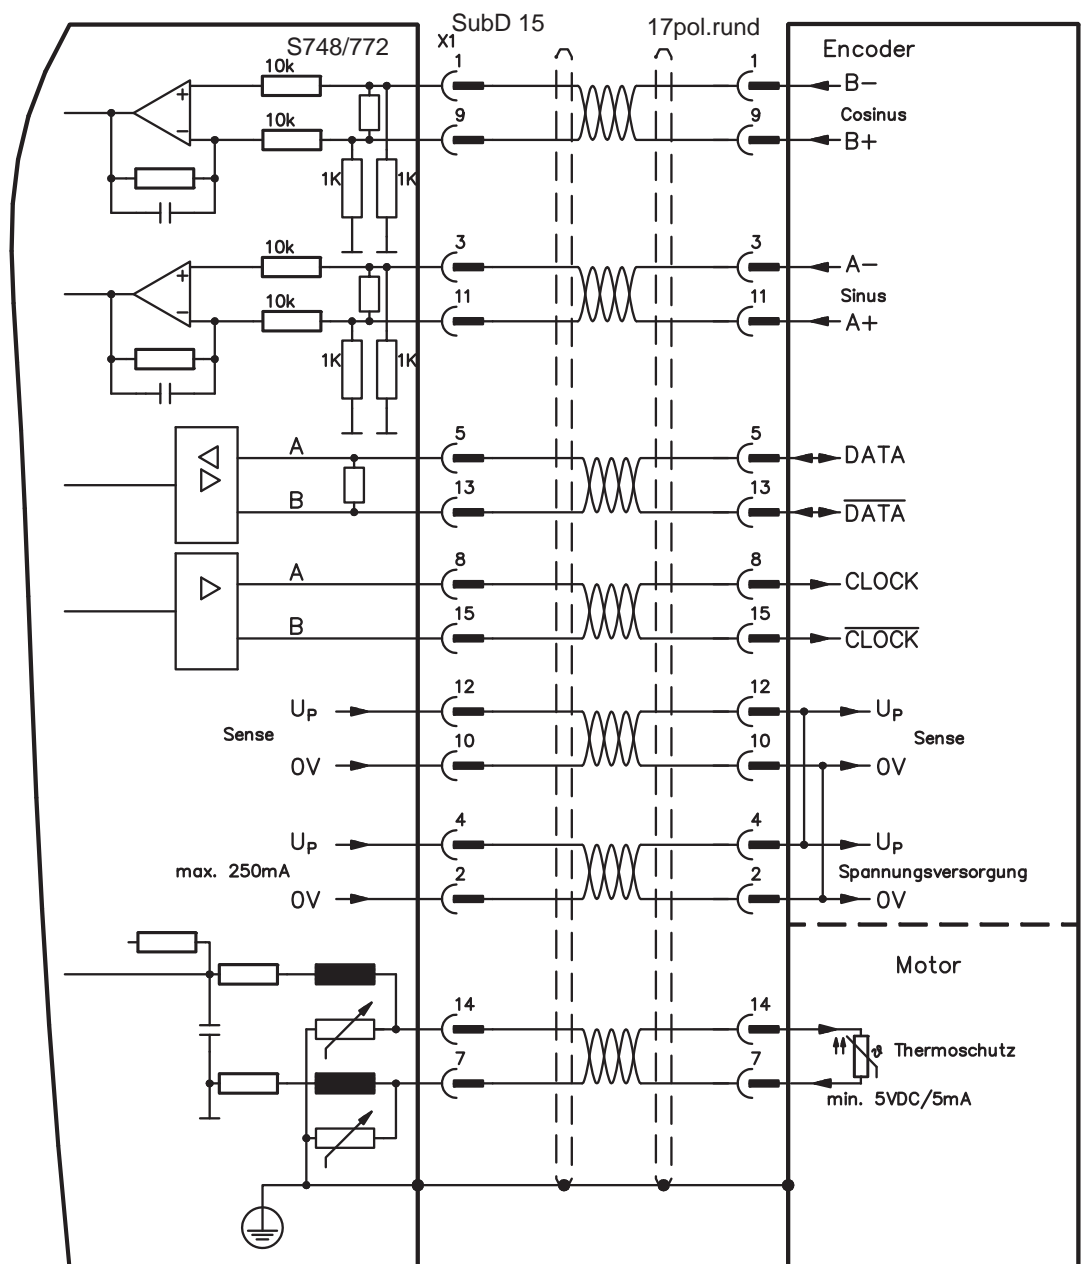 SubD 15
17pol.rund
S748/772
X1
Encoder
10k
1
1
B−
+
Cosinus
10k
9
9
B+
−
1K
1K
10k
3
3
A−
+
Sinus
10k
11
11
A+
−
1K
1K
A
5
5
DATA
B
13
13
DATA
A
8
8
CLOCK
B
15
15
CLOCK
UP
12
12
UP
Sense
Sense
0V
10
10
0V
UP
4
4
UP
max. 250mA
Spannungsversorgung
0V
2
2
0V
Motor
14
14
ϑ Thermoschutz
7
7
min. 5VDC/5mA